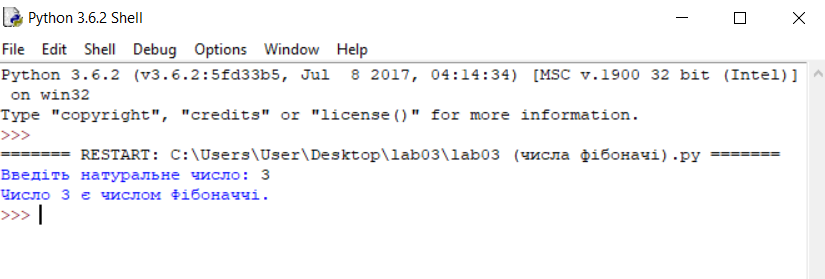 Python 3.6.2 Shell
File Edit Shell Debug Options Window Help
Python 3.6.2 (v3.6.2:5fd33b5, Jul  8 2017, 04:14:34) [MSC v.1900 32 bit (Intel)]
 on win32
Type "copyright", "credits" or "license()" for more information.
>>>
======= RESTART: C:\Users\User\Desktop\lab03\lab03 (числа фібоначі).py =======
Введіть натуральне число: 3
Число 3 є числом Фібоначчі.
>>>